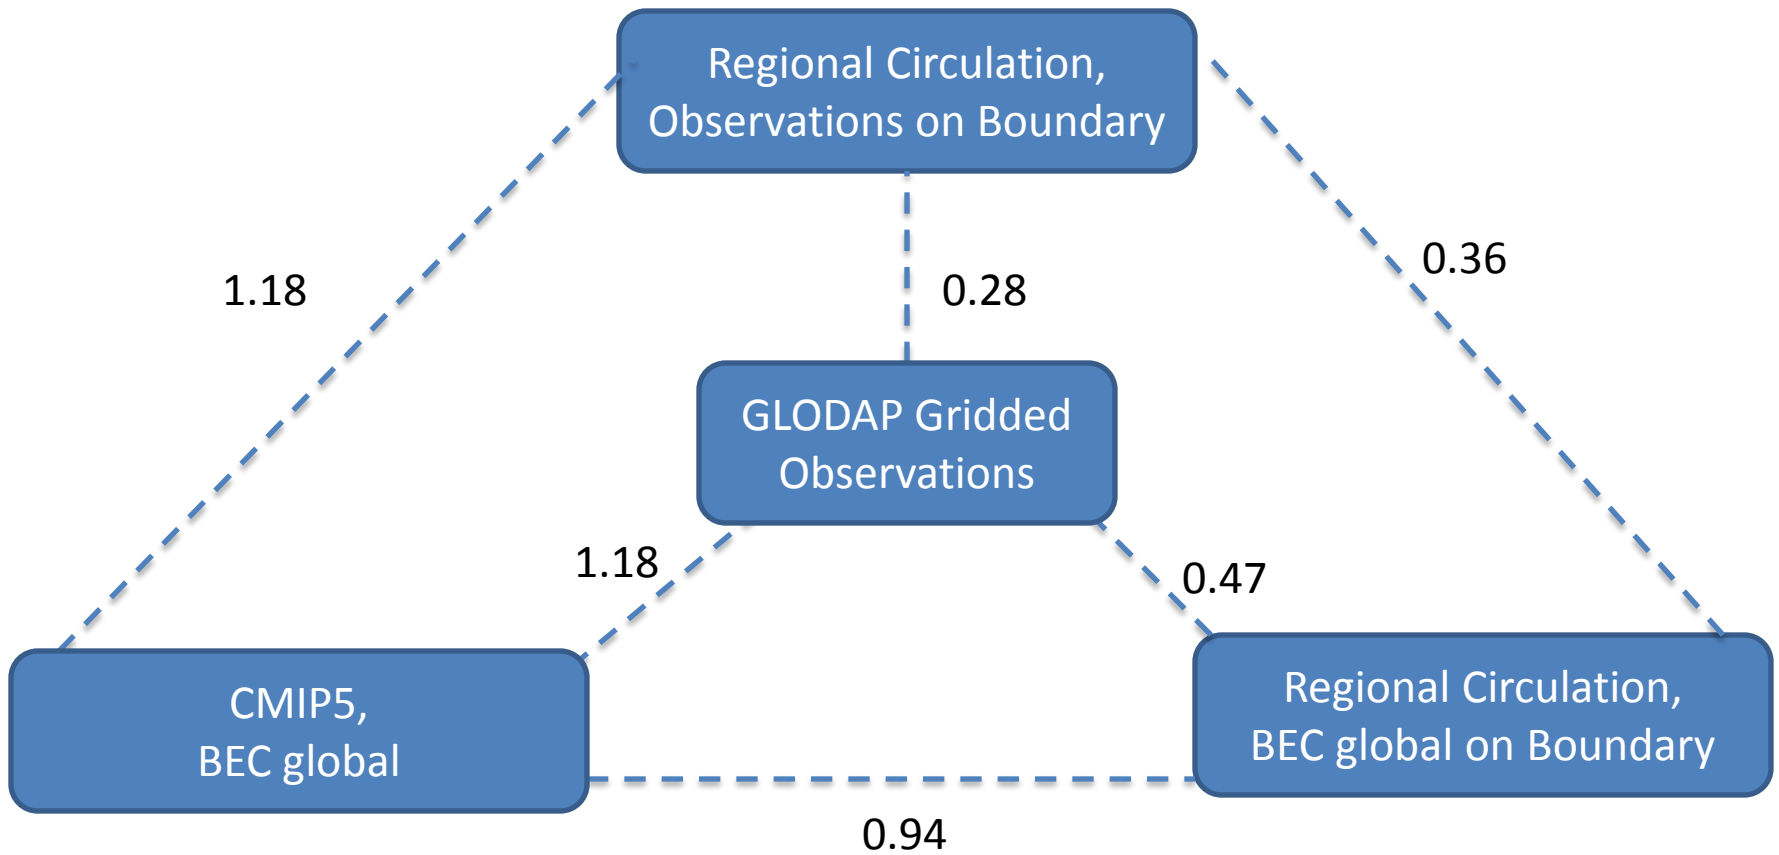 Regional Circulation,
Observations on Boundary
1.18
0.28
0.36
GLODAP Gridded
Observations
1.18
0.47
CMIP5,
BEC global
Regional Circulation,
BEC global on Boundary
0.94